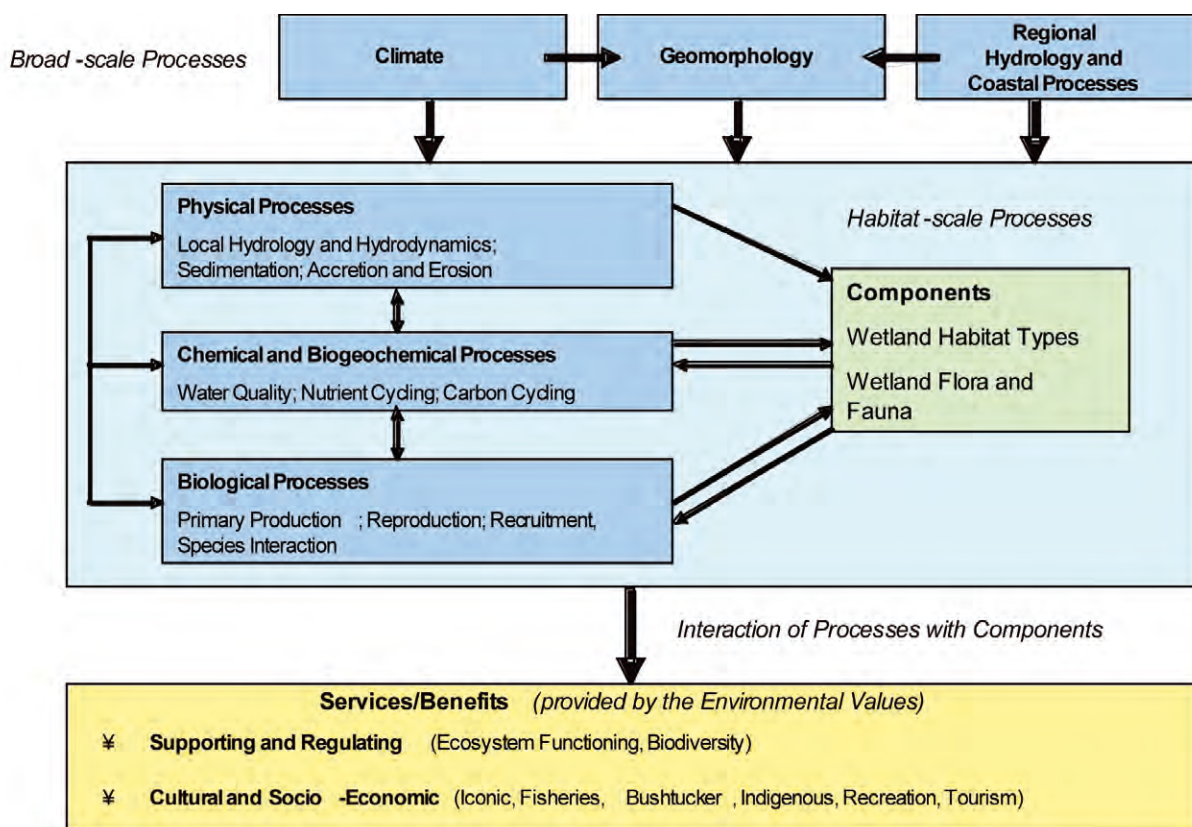 Broad -scale Processes
Climate
Geomorphology
Regional
Hydrology and
Coastal Processes
Physical Processes
Local Hydrology and Hydrodynamics;
Sedimentation; Accretion and Erosion
Habitat -scale Processes
Components
Wetland Habitat Types
Wetland Flora and
Fauna
Chemical and Biogeochemical Processes
Water Quality; Nutrient Cycling; Carbon Cycling
Biological Processes
Primary Production ; Reproduction; Recruitment,
Species Interaction
Interaction of Processes with Components
Services/Benefits (provided by the Environmental Values)
¥ Supporting and Regulating (Ecosystem Functioning, Biodiversity)
¥ Cultural and Socio -Economic (Iconic, Fisheries, Bushtucker , Indigenous, Recreation, Tourism)